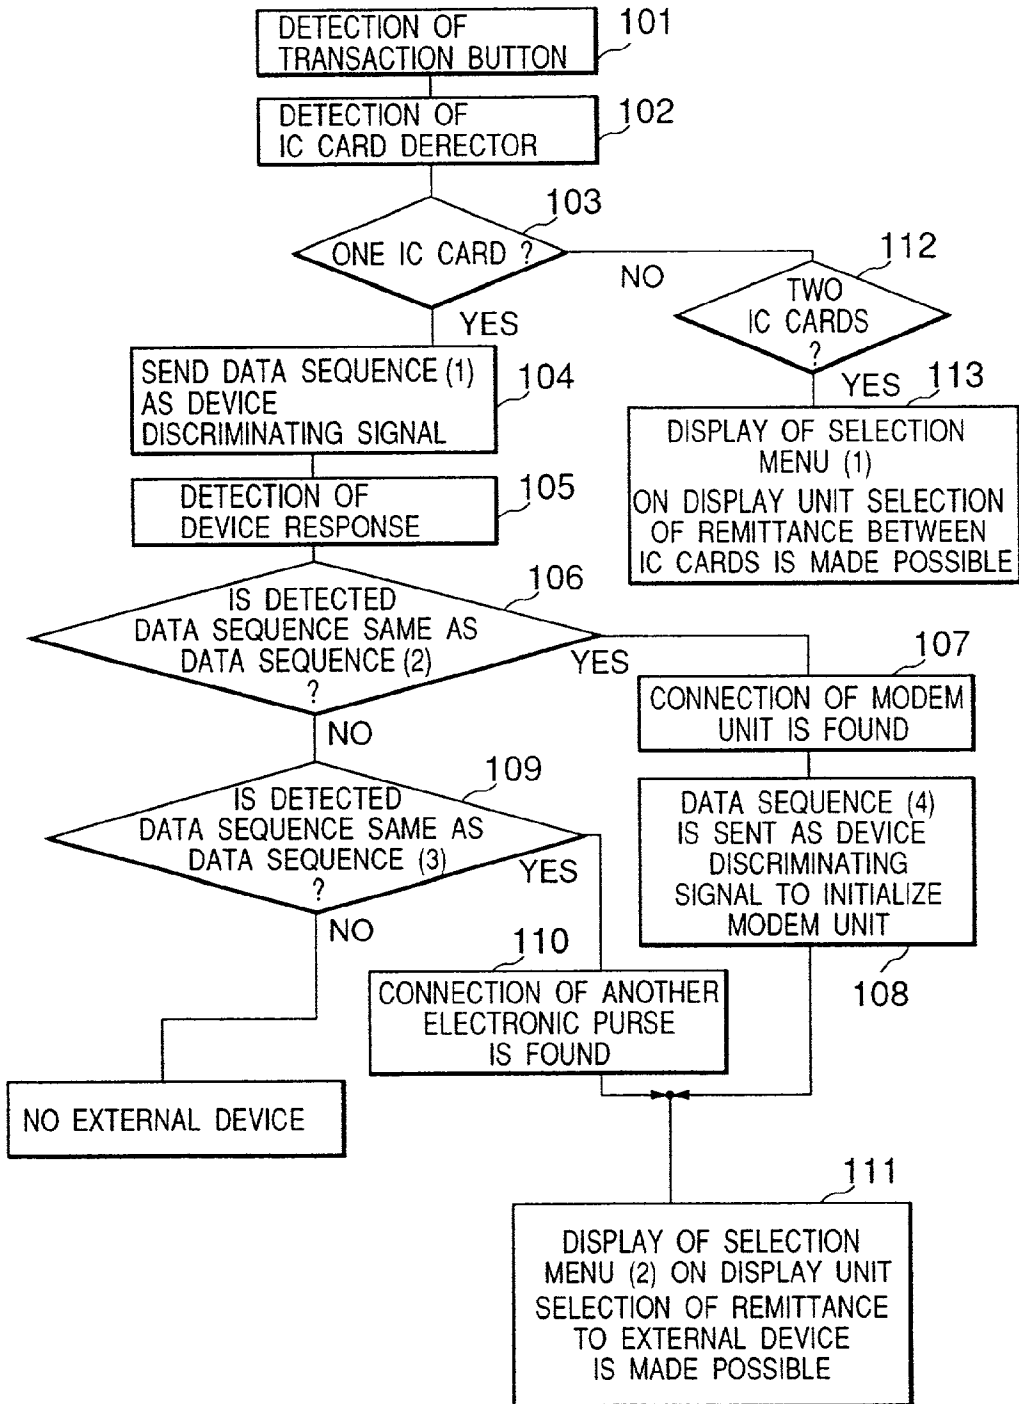 DETECTION OF
TRANSACTION BUTTON
101
DETECTION OF
IC CARD DERECTOR
102
103
ONE IC CARD ?
NO
YES
112
TWO
IC CARDS
?
YES
113
DISPLAY OF SELECTION
MENU (1)
ON DISPLAY UNIT SELECTION
OF REMITTANCE BETWEEN
IC CARDS IS MADE POSSIBLE
SEND DATA SEQUENCE (1)
AS DEVICE
DISCRIMINATING SIGNAL
104
DETECTION OF
DEVICE RESPONSE
105
106
IS DETECTED
DATA SEQUENCE SAME AS
DATA SEQUENCE (2)
?
YES
NO
107
CONNECTION OF MODEM
UNIT IS FOUND
DATA SEQUENCE (4)
IS SENT AS DEVICE
DISCRIMINATING
SIGNAL TO INITIALIZE
MODEM UNIT
108
109
IS DETECTED
DATA SEQUENCE SAME AS
DATA SEQUENCE (3)
?
YES
NO
110
CONNECTION OF ANOTHER
ELECTRONIC PURSE
IS FOUND
NO EXTERNAL DEVICE
111
DISPLAY OF SELECTION
MENU (2) ON DISPLAY UNIT
SELECTION OF REMITTANCE
TO EXTERNAL DEVICE
IS MADE POSSIBLE